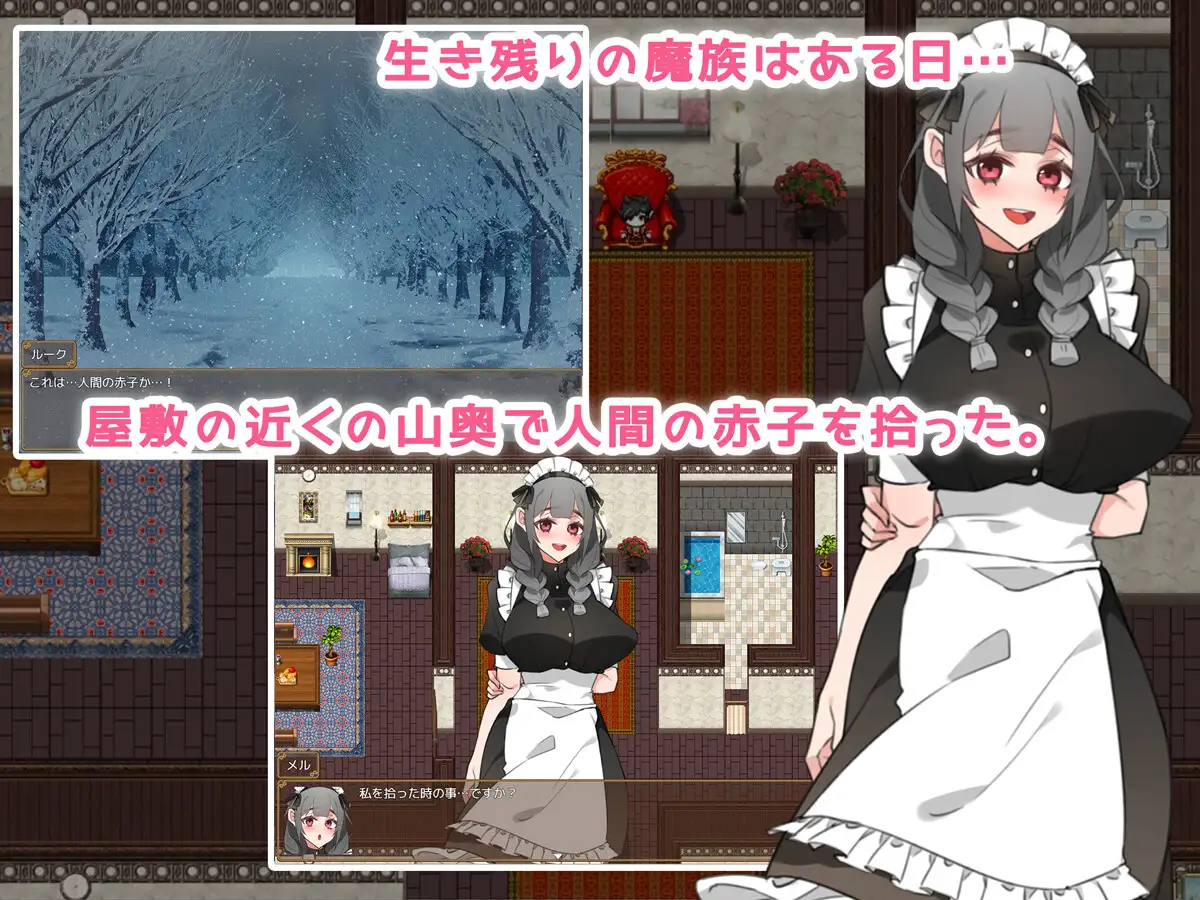 生き残りの魔族はある日…
ルーク
これは…人間の赤子か…！
屋敷の近くの山奥で人間の赤子を拾った。
メル
私を拾った時の事…ですか？